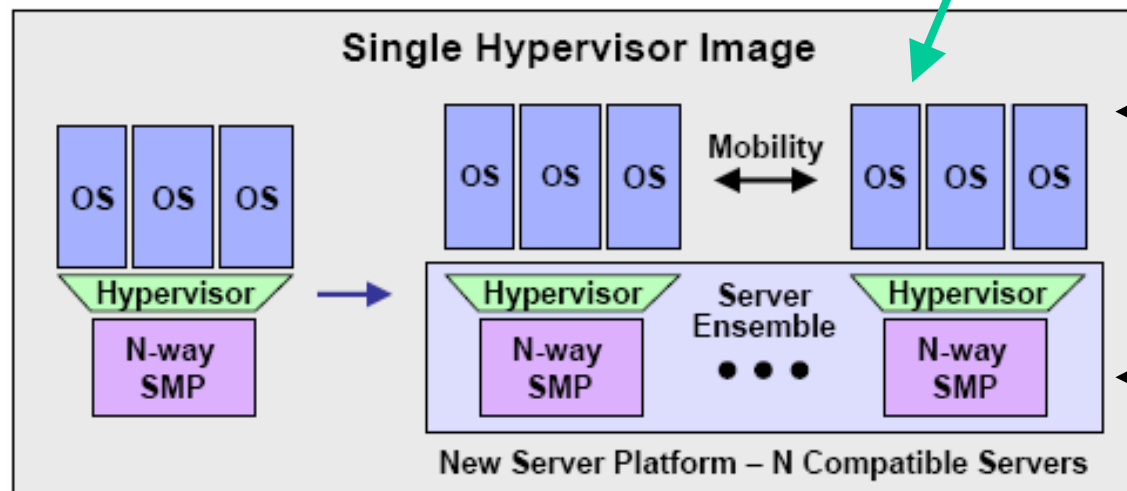 Single Hypervisor Image
OS OS OS
Hypervisor
N-way
SMP
OS OS OS
Mobility
OS OS OS
Hypervisor
N-way
SMP
Server
Ensemble
Hypervisor
N-way
SMP
New Server Platform – N Compatible Servers